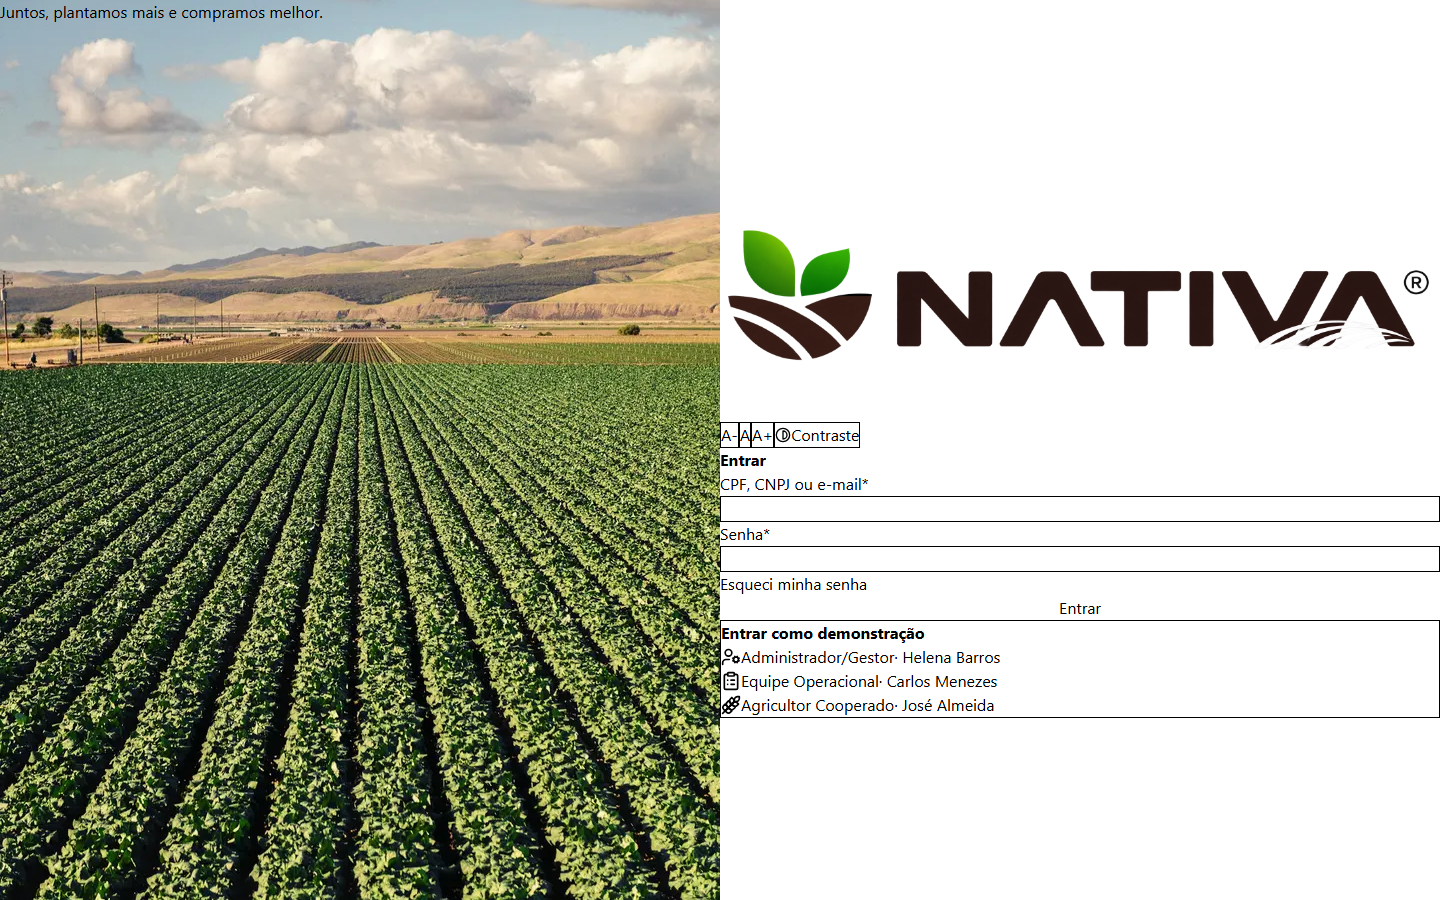 Juntos, plantamos mais e compramos melhor.
NATIVA®
A- A A+ Contraste
Entrar
CPF, CNPJ ou e-mail*
Senha*
Esqueci minha senha
Entrar
Entrar como demonstração
Administrador/Gestor· Helena Barros
Equipe Operacional· Carlos Menezes
Agricultor Cooperado· José Almeida